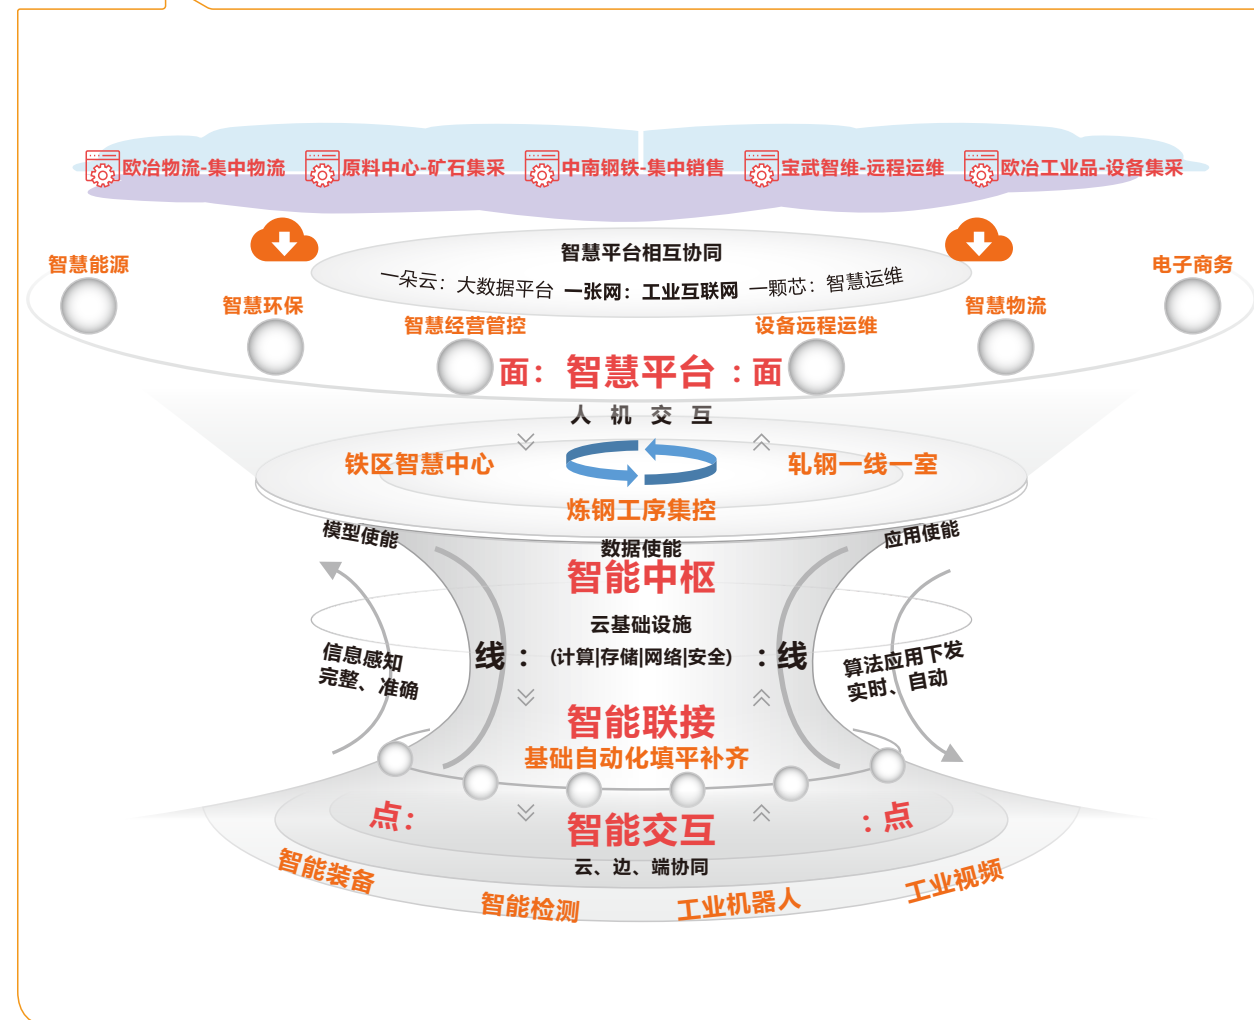 欧冶物流-集中物流
原料中心-矿石集采
中南钢铁-集中销售
宝武智维-远程运维
欧冶工业品-设备集采
智慧平台相互协同
一朵云：大数据平台
一张网：工业互联网
一颗芯：智慧运维
智慧能源
智慧环保
智慧经营管控
设备远程运维
智慧物流
电子商务
面：
智慧平台
：面
人 机 交 互
铁区智慧中心
轧钢一线一室
炼钢工序集控
模型使能
数据使能
应用使能
智能中枢
云基础设施
线：
(计算|存储|网络|安全)
：线
信息感知
完整、准确
算法应用下发
实时、自动
智能联接
基础自动化填平补齐
点：
智能交互
：点
云、边、端协同
智能装备
智能检测
工业机器人
工业视频